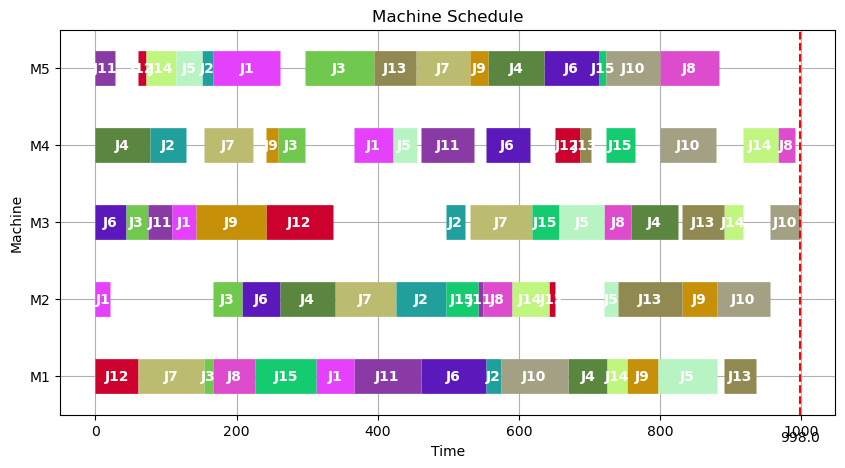 Machine Schedule
M5 J11 J12 J14 J5 J2 J1 J3 J13 J7 J9 J4 J6 J15 J10 J8
M4 J4 J2 J7 J9 J3 J1 J5 J11 J6 J12 J13 J15 J10 J14 J8
M3 J6 J3 J11 J1 J9 J12 J2 J7 J15 J5 J8 J4 J13 J14 J10
M2 J1 J3 J6 J4 J7 J2 J15 J11 J8 J14 J12 J5 J13 J9 J10
M1 J12 J7 J3 J8 J15 J1 J11 J6 J2 J10 J4 J14 J9 J5 J13
0 200 400 600 800 1000
998.0
Time
Machine